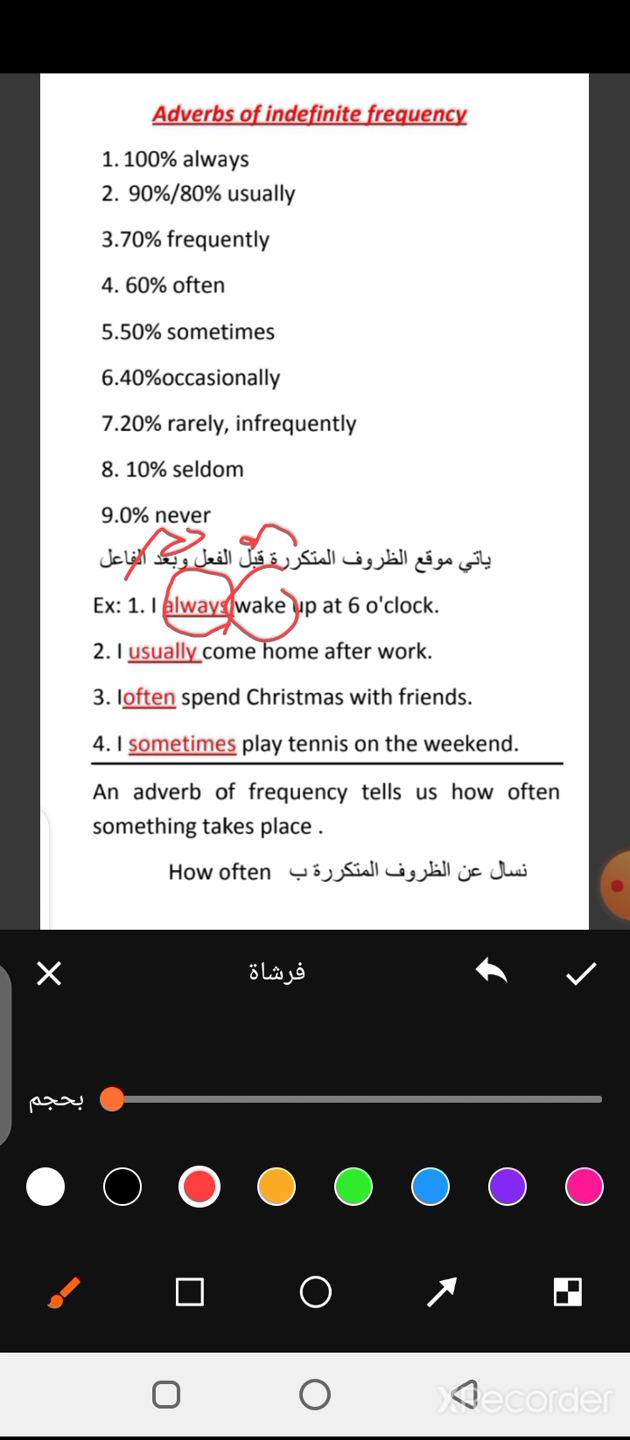 Adverbs of indefinite frequency
1. 100% always
2. 90%/80% usually
3.70% frequently
4. 60% often
5.50% sometimes
6.40%occasionally
7.20% rarely, infrequently
8. 10% seldom
9.0% never
ياتي موقع الظروف المتكررة قبل الفعل وبعد الفاعل
Ex: 1. I always wake up at 6 o'clock.
2. I usually come home after work.
3. Ioften spend Christmas with friends.
4. I sometimes play tennis on the weekend.
An adverb of frequency tells us how often
something takes place .
نسال عن الظروف المتكررة ب How often
فرشاة
بحجم
XRecorder